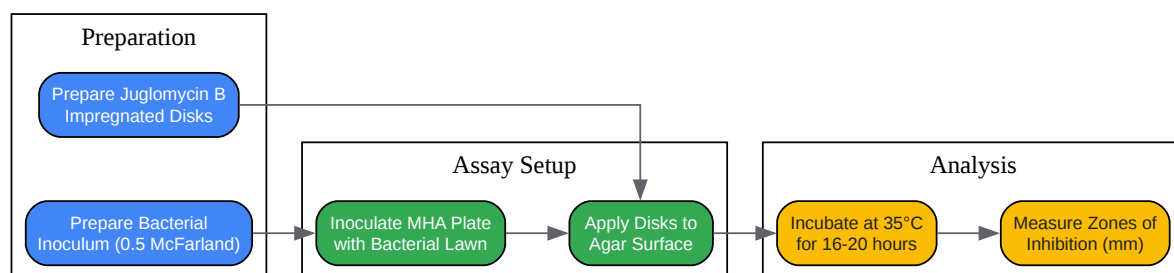 Preparation
Prepare Juglomycin B
Impregnated Disks
Prepare Bacterial
Inoculum (0.5 McFarland)
Assay Setup
Inoculate MHA Plate
with Bacterial Lawn
Apply Disks to
Agar Surface
Analysis
Incubate at 35°C
for 16-20 hours
Measure Zones of
Inhibition (mm)